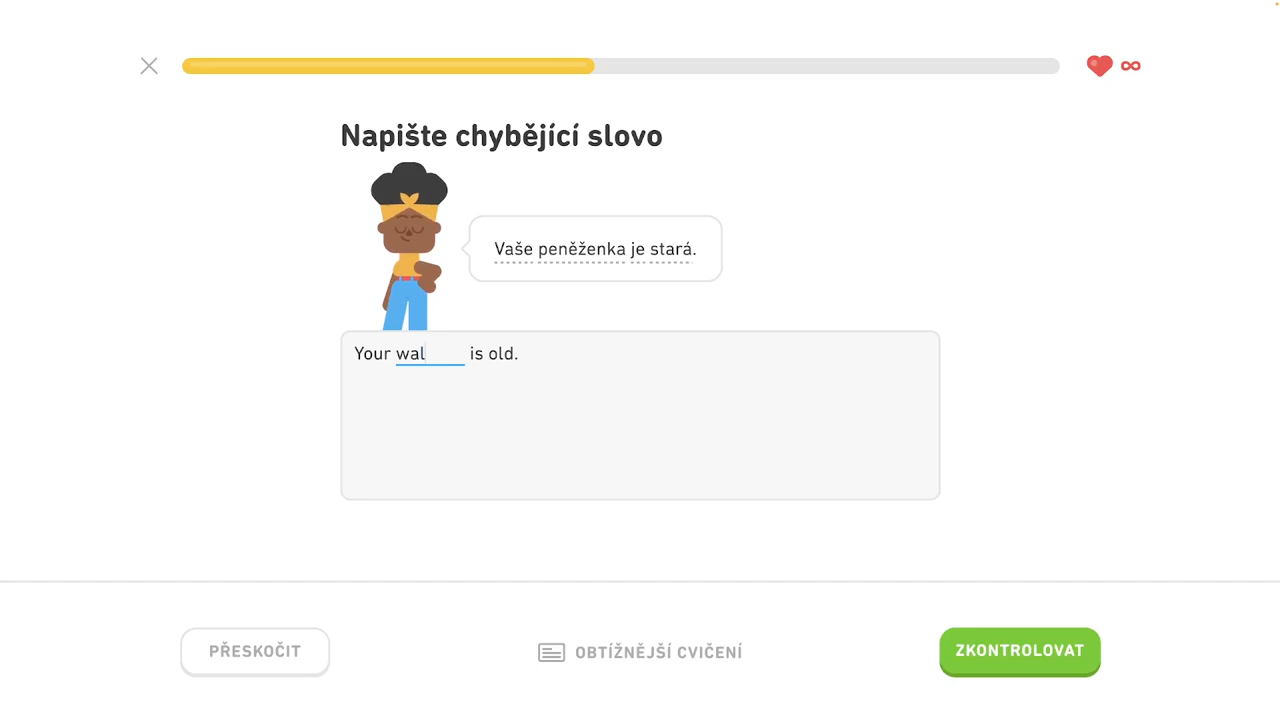 ∞
Napište chybějící slovo
Vaše peněženka je stará.
Your wal is old.
PŘESKOČIT
OBTÍŽNĚJŠÍ CVIČENÍ
ZKONTROLOVAT